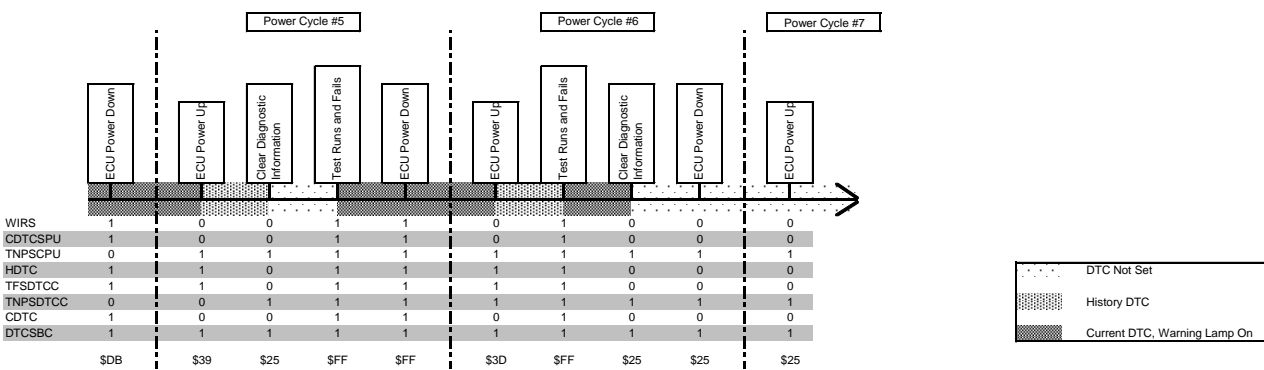 Power Cycle #5
Power Cycle #6
Power Cycle #7
ECU Power Down
ECU Power Up
Clear Diagnostic
Information
Test Runs and Fails
ECU Power Down
ECU Power Up
Test Runs and Fails
Clear Diagnostic
Information
ECU Power Down
ECU Power Up
WIRS 1 0 0 1 1 0 1 0 0 0
CDTCSPU 1 0 0 1 1 0 1 0 0 0
TNPSCPU 0 1 1 1 1 1 1 1 1 1
HDTC 1 1 0 1 1 1 1 0 0 0
TFSDTCC 1 1 0 1 1 1 1 0 0 0
TNPSDTCC 0 0 1 1 1 1 1 1 1 1
CDTC 1 0 0 1 1 0 1 0 0 0
DTCSBC 1 1 1 1 1 1 1 1 1 1
$DB $39 $25 $FF $FF $3D $FF $25 $25 $25
DTC Not Set
History DTC
Current DTC, Warning Lamp On